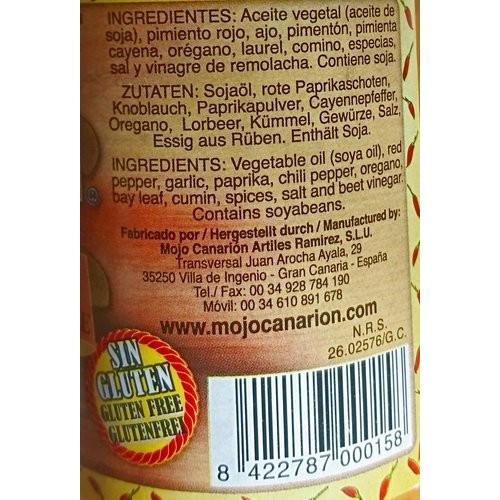 INGREDIENTES: Aceite vegetal (aceite de
soja), pimiento rojo, ajo, pimentón, pimienta
cayena, orégano, laurel, comino, especias,
sal y vinagre de remolacha. Contiene soja.
ZUTATEN: Sojaöl, rote Paprikaschoten,
Knoblauch, Paprikapulver, Cayennepfeffer,
Oregano, Lorbeer, Kümmel, Gewürze, Salz,
Essig aus Rüben. Enthält Soja.
INGREDIENTS: Vegetable oil (soya oil), red
pepper, garlic, paprika, chili pepper, oregano,
bay leaf, cumin, spices, salt and beet vinegar.
Contains soyabeans.
Fabricado por / Hergestellt durch / Manufactured by:
Mojo Canarión Artiles Ramirez, S.L.U.
Transversal Juan Arocha Ayala, 29
35250 Villa de Ingenio - Gran Canaria - España
Tel./ Fax: 00 34 928 784 190
Móvil: 00 34 610 891 678
www.mojocanarion.com
N.R.S.
26.02576/G.C.
SIN
GLUTEN
GLUTEN FREE
GLUTENFREI
8 422787 000158